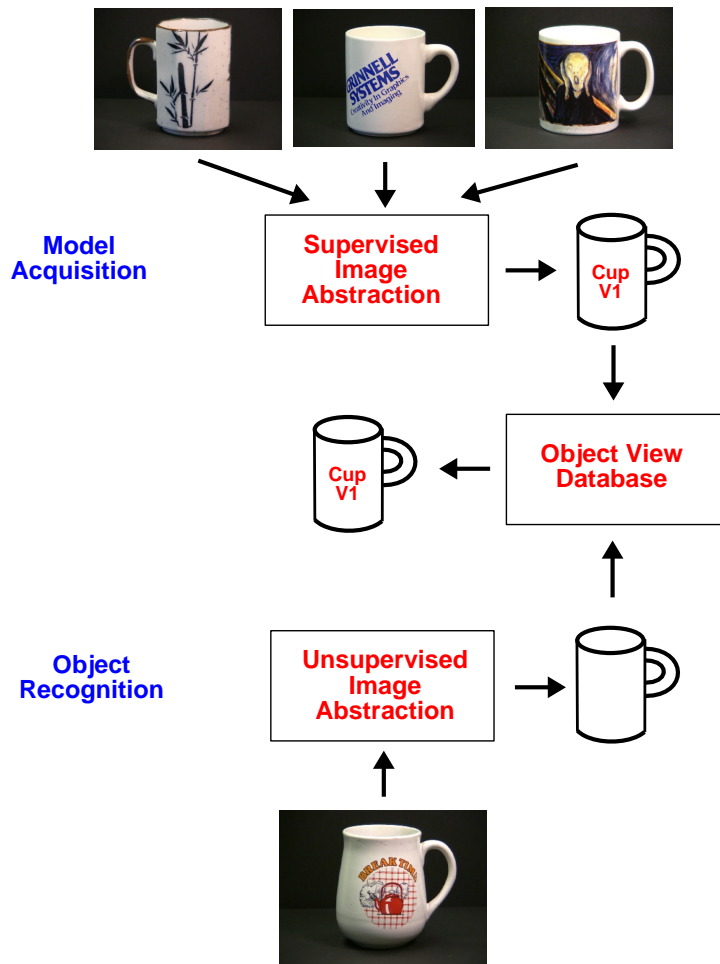 GRINNELL
SYSTEMS
Creativity In Graphics
And Imaging
Model
Acquisition
Supervised
Image
Abstraction
Cup
V1
Cup
V1
Object View
Database
Object
Recognition
Unsupervised
Image
Abstraction
BREAK TIME